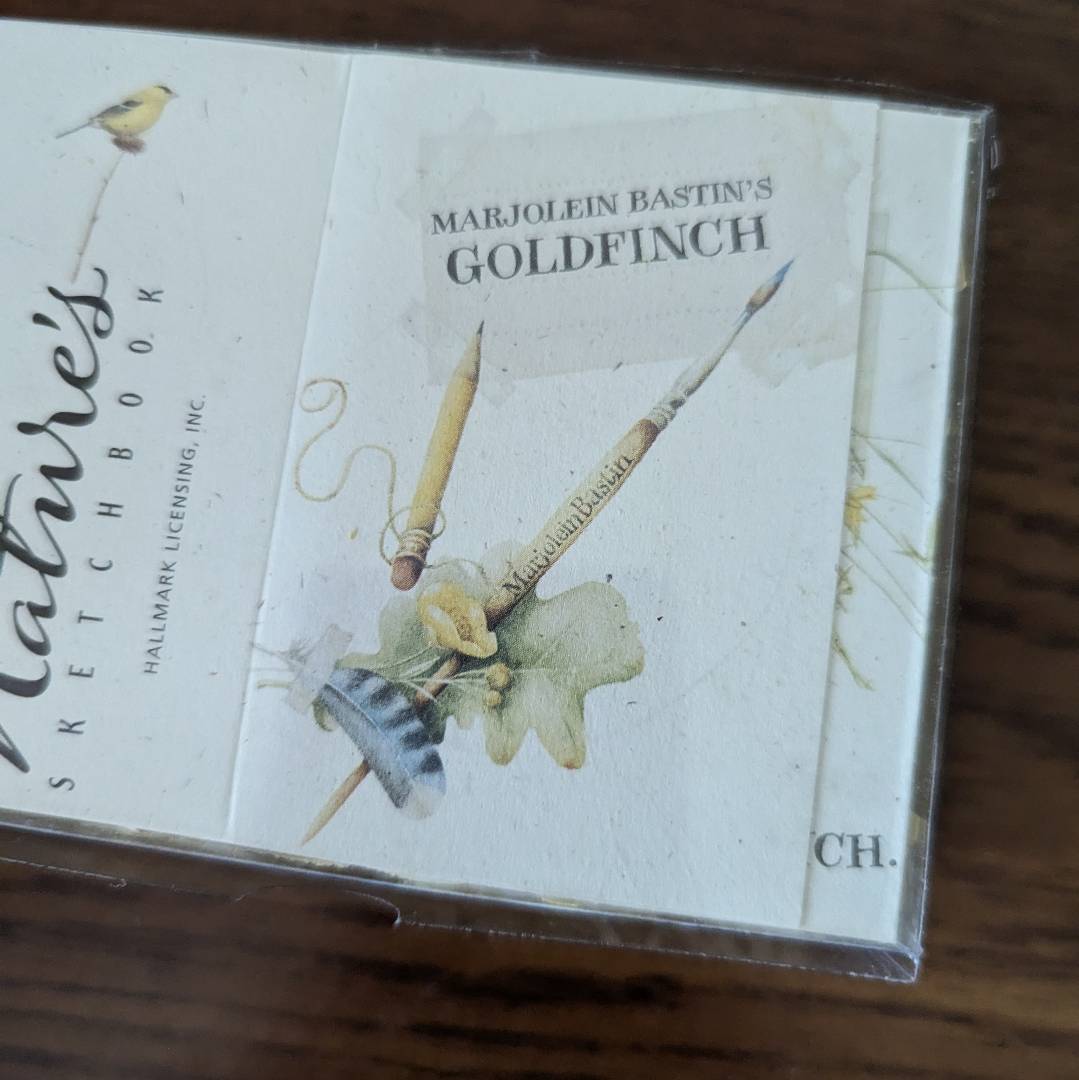 Nature's
SKETCHBOOK
HALLMARK LICENSING, INC.
MARJOLEIN BASTIN'S
GOLDFINCH
MarjoleinBastin
CH.